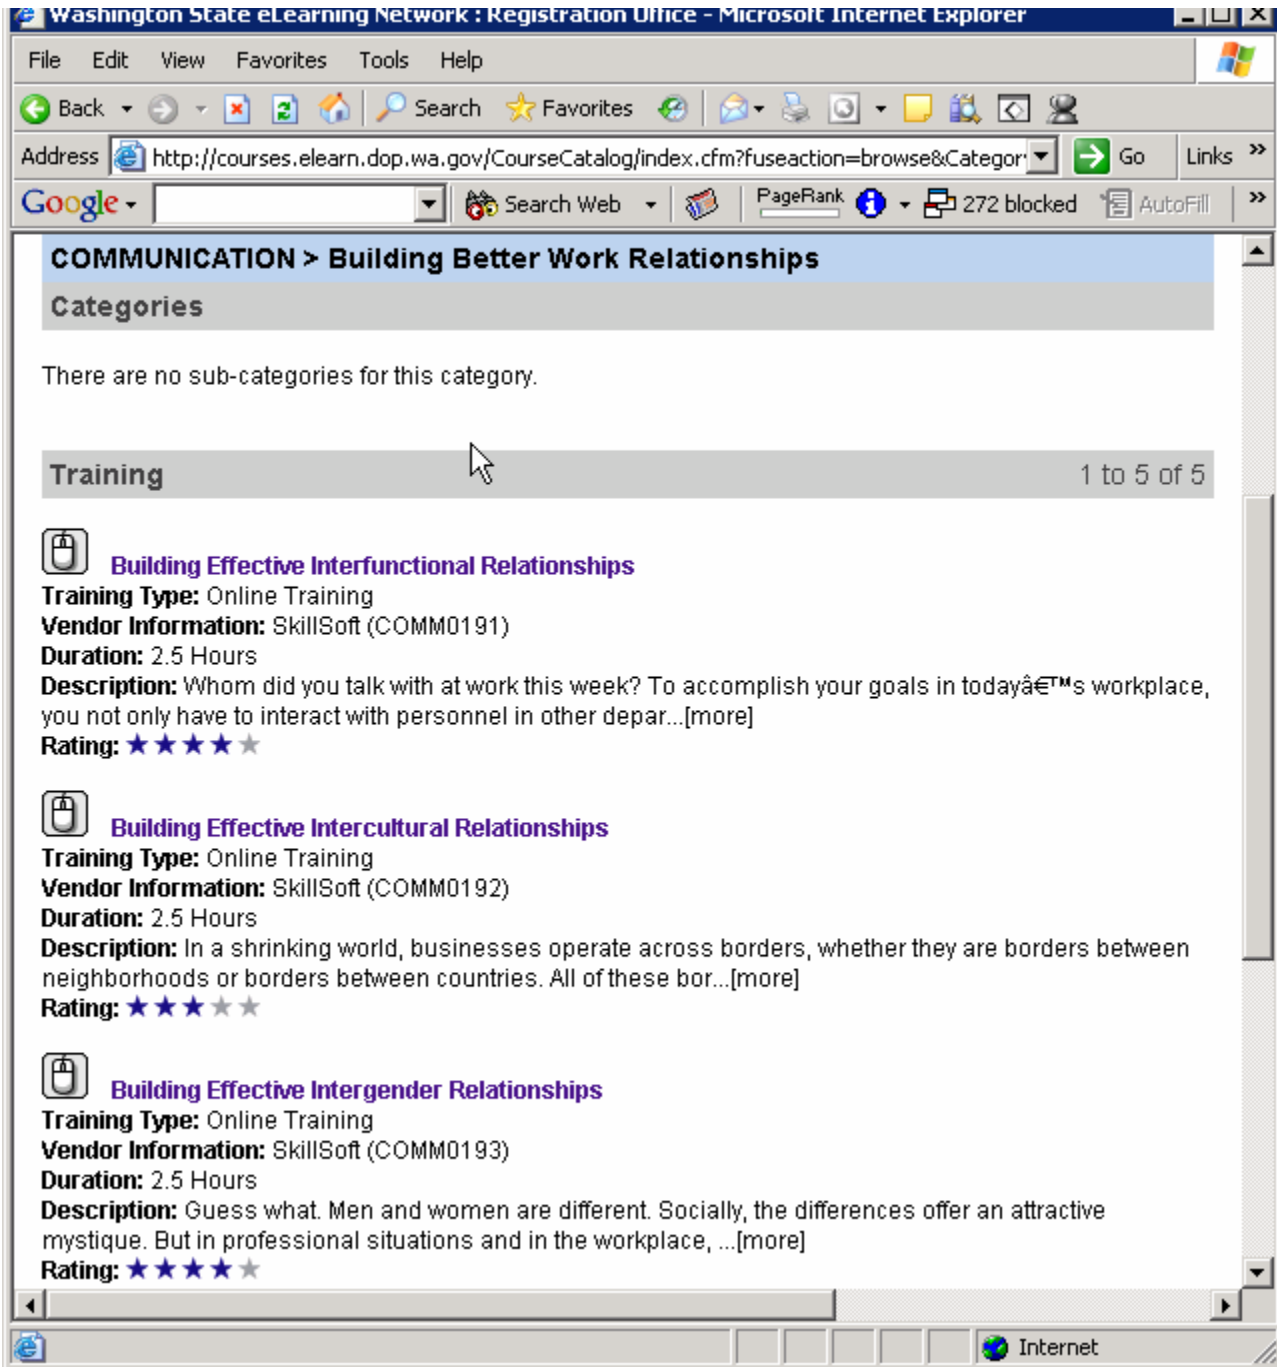 Washington State eLearning Network : Registration Office - Microsoft Internet Explorer
File Edit View Favorites Tools Help
Back Search Favorites
Address http://courses.elearn.dop.wa.gov/CourseCatalog/index.cfm?fuseaction=browse&Categor Go Links »
Google Search Web PageRank 272 blocked AutoFill »
COMMUNICATION > Building Better Work Relationships
Categories
There are no sub-categories for this category.
Training 1 to 5 of 5
Building Effective Interfunctional Relationships
Training Type: Online Training
Vendor Information: SkillSoft (COMM0191)
Duration: 2.5 Hours
Description: Whom did you talk with at work this week? To accomplish your goals in todayâ€™s workplace,
you not only have to interact with personnel in other depar...[more]
Rating: ★★★★★
Building Effective Intercultural Relationships
Training Type: Online Training
Vendor Information: SkillSoft (COMM0192)
Duration: 2.5 Hours
Description: In a shrinking world, businesses operate across borders, whether they are borders between
neighborhoods or borders between countries. All of these bor...[more]
Rating: ★★★★★
Building Effective Intergender Relationships
Training Type: Online Training
Vendor Information: SkillSoft (COMM0193)
Duration: 2.5 Hours
Description: Guess what. Men and women are different. Socially, the differences offer an attractive
mystique. But in professional situations and in the workplace, ...[more]
Rating: ★★★★★
Internet